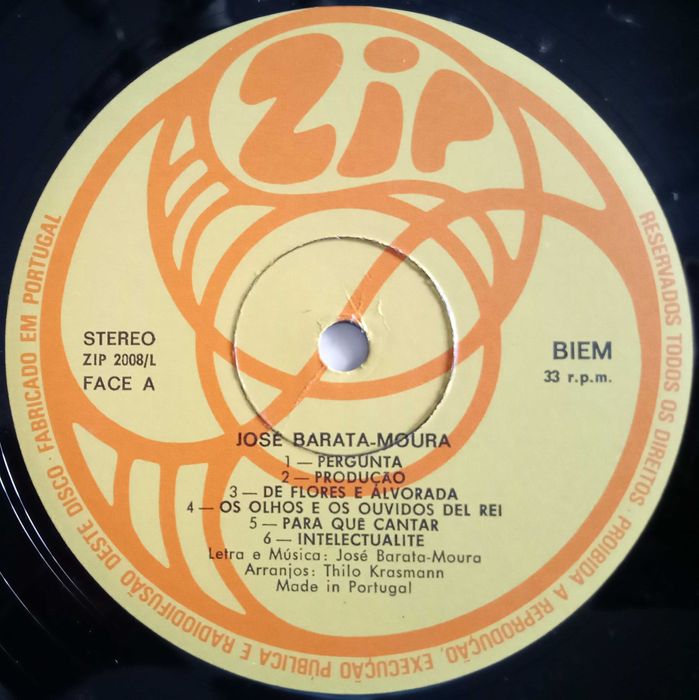 Zip
STEREO
ZIP 2008/L
FACE A
BIEM
33 r.p.m.
JOSÉ BARATA-MOURA
1 — PERGUNTA
2 — PRODUÇÃO
3 — DE FLORES E ALVORADA
4 — OS OLHOS E OS OUVIDOS DEL REI
5 — PARA QUÊ CANTAR
6 — INTELECTUALITE
Letra e Música: José Barata-Moura
Arranjos: Thilo Krasmann
Made in Portugal
RESERVADOS TODOS OS DIREITOS · PROIBIDA A REPRODUÇÃO, EXECUÇÃO PUBLICA E RADIODIFUSÃO DESTE DISCO · FABRICADO EM PORTUGAL